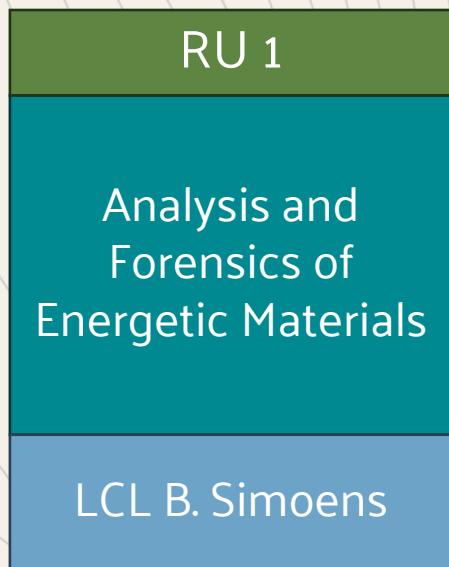 RU 1
Analysis and
Forensics of
Energetic Materials
LCL B. Simoens